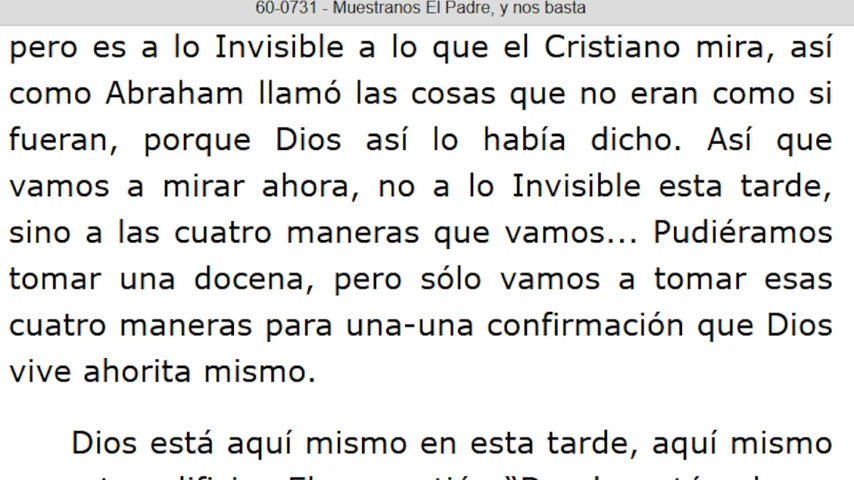 60-0731 - Muestranos El Padre, y nos basta
pero es a lo Invisible a lo que el Cristiano mira, así
como Abraham llamó las cosas que no eran como si
fueran, porque Dios así lo había dicho. Así que
vamos a mirar ahora, no a lo Invisible esta tarde,
sino a las cuatro maneras que vamos... Pudiéramos
tomar una docena, pero sólo vamos a tomar esas
cuatro maneras para una-una confirmación que Dios
vive ahorita mismo.
Dios está aquí mismo en esta tarde, aquí mismo